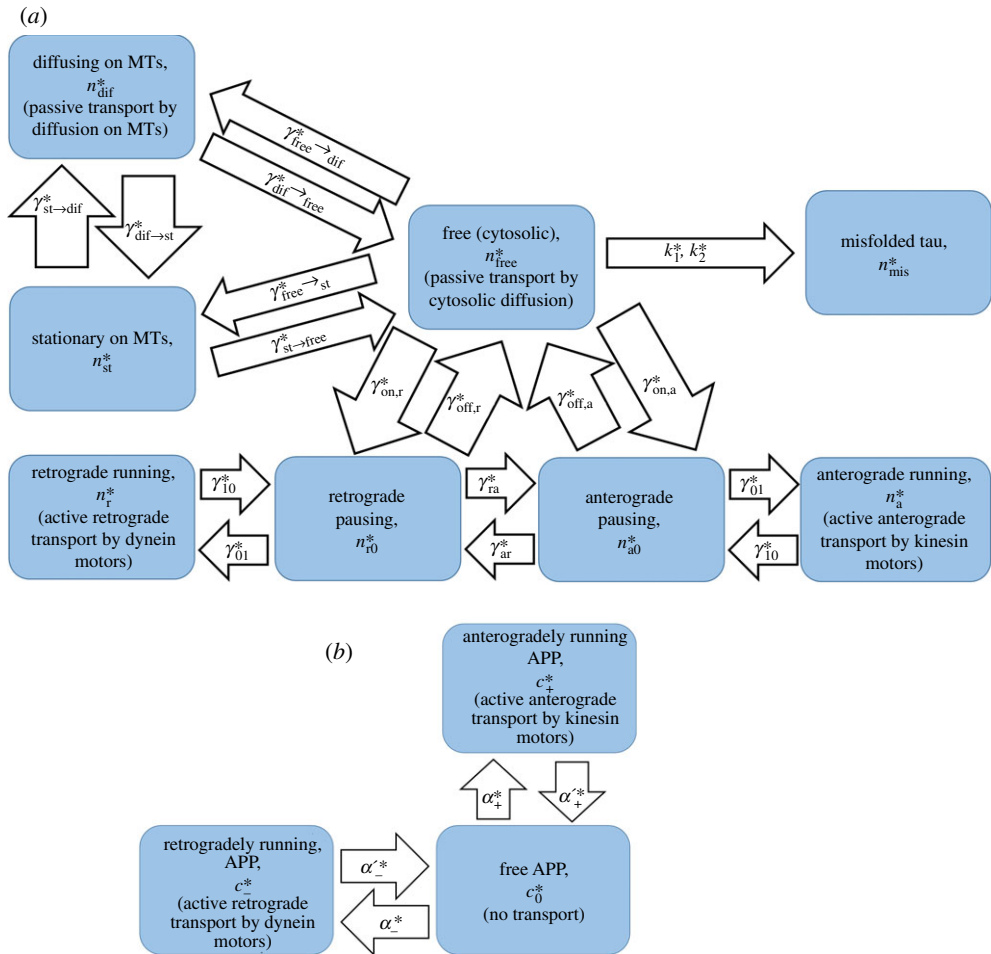 (a)
diffusing on MTs,
n*dif
(passive transport by
diffusion on MTs)
γ*free→dif
γ*dif→free
γ*st→dif
γ*dif→st
free (cytosolic),
n*free
(passive transport by
cytosolic diffusion)
k*1, k*2
misfolded tau,
n*mis
γ*free→st
γ*st→free
stationary on MTs,
n*st
γ*on,r
γ*off,r
γ*off,a
γ*on,a
retrograde running,
n*r
(active retrograde
transport by dynein
motors)
γ*10
γ*01
retrograde
pausing,
n*r0
γ*ra
γ*ar
anterograde
pausing,
n*a0
γ*01
γ*10
anterograde running,
n*a
(active anterograde
transport by kinesin
motors)
(b)
anterogradely running
APP,
c*+
(active anterograde
transport by kinesin
motors)
α*+
α′*+
retrogradely running,
APP,
c*−
(active retrograde
transport by dynein
motors)
α′*−
α*−
free APP,
c*0
(no transport)